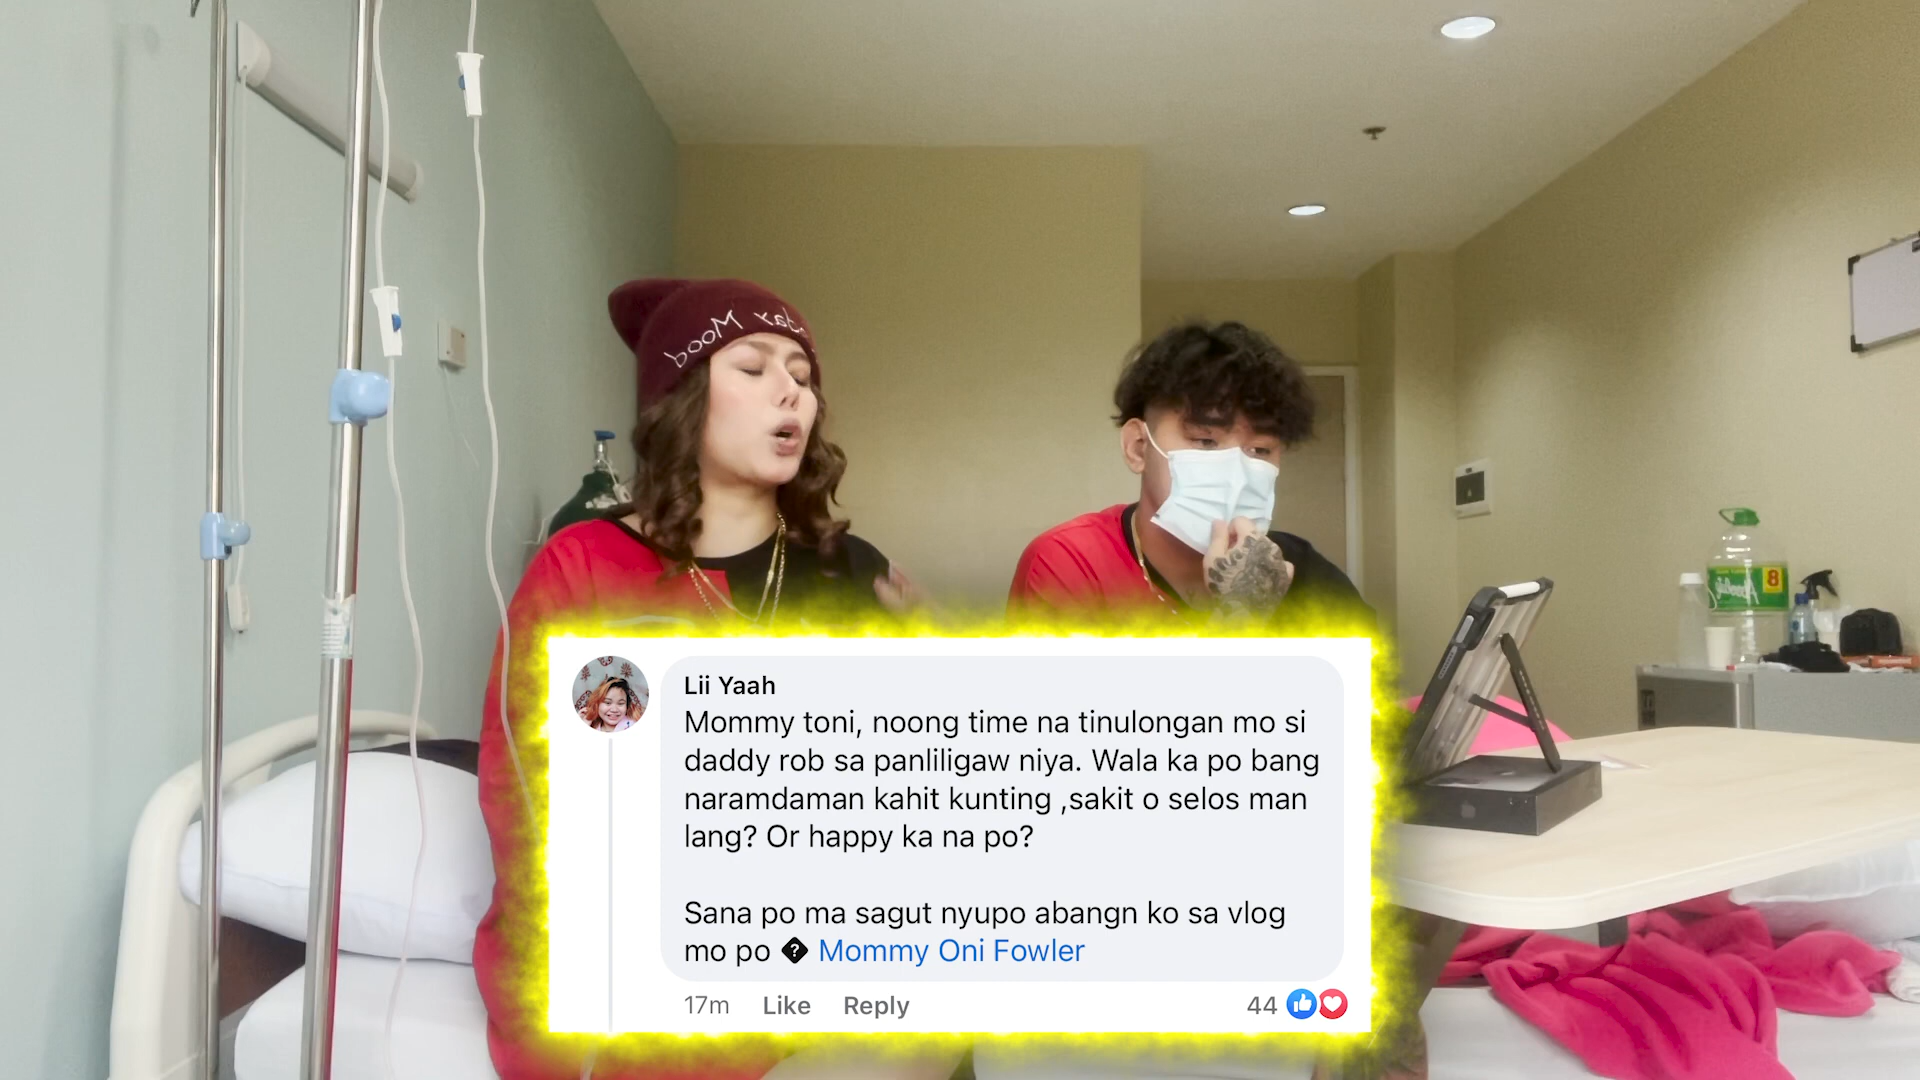 Mood
Lii Yaah
Mommy toni, noong time na tinulongan mo si
daddy rob sa panliligaw niya. Wala ka po bang
naramdaman kahit kunting ,sakit o selos man
lang? Or happy ka na po?
Sana po ma sagut nyupo abangn ko sa vlog
mo po � Mommy Oni Fowler
17m Like Reply 44
8